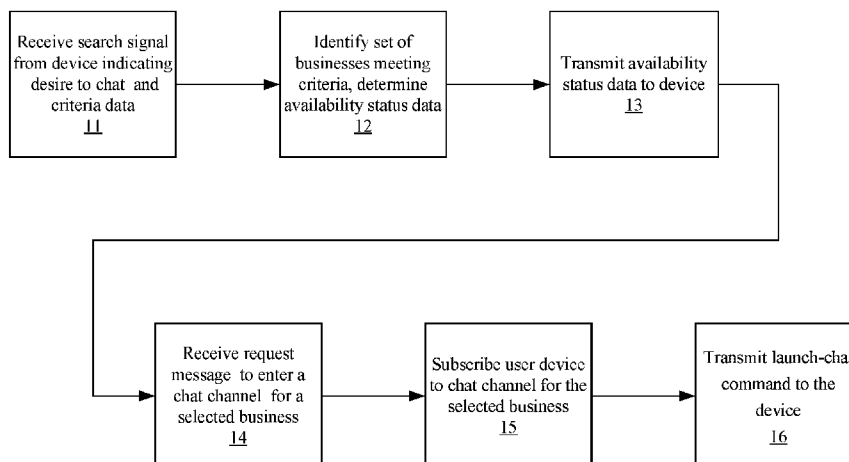 Receive search signal
from device indicating
desire to chat and
criteria data
11
Identify set of
businesses meeting
criteria, determine
availability status data
12
Transmit availability
status data to device
13
Receive request
message to enter a
chat channel for a
selected business
14
Subscribe user device
to chat channel for the
selected business
15
Transmit launch-chat
command to the
device
16